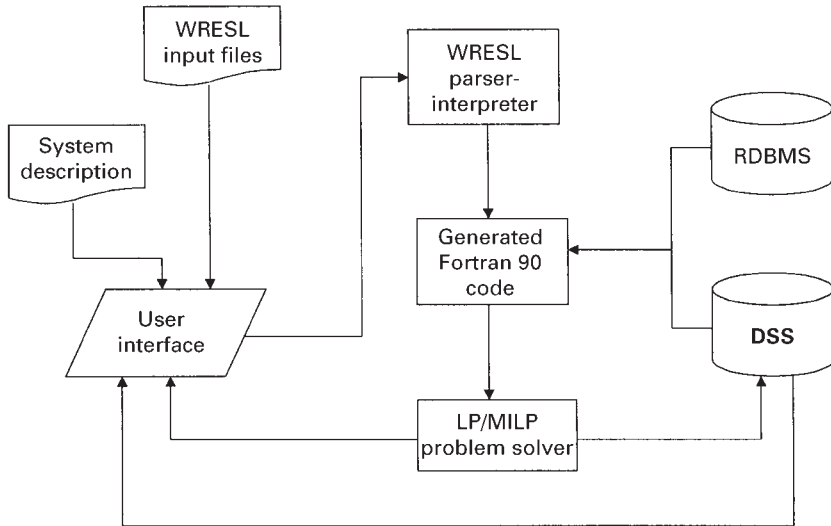 WRESL
input files
WRESL
parser-
interpreter
System
description
RDBMS
Generated
Fortran 90
code
User
interface
DSS
LP/MILP
problem solver